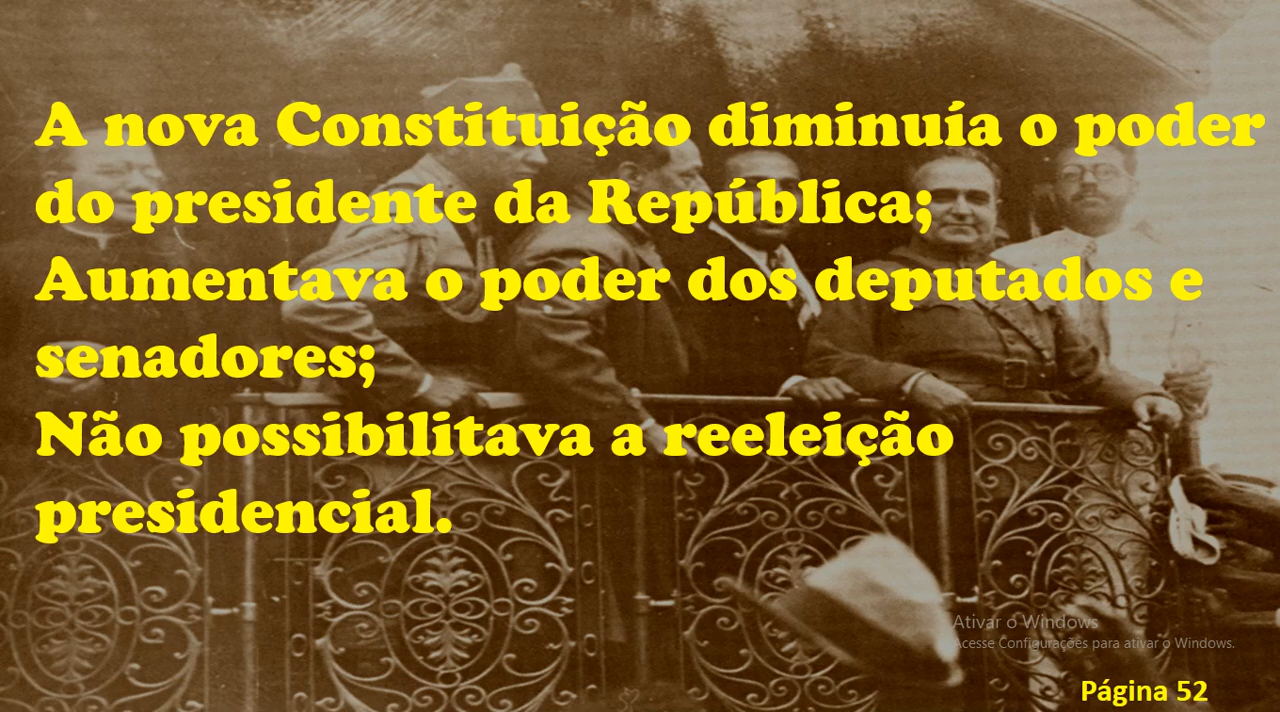 A nova Constituição diminuía o poder
do presidente da República;
Aumentava o poder dos deputados e
senadores;
Não possibilitava a reeleição
presidencial.
Ativar o Windows
Acesse Configurações para ativar o Windows.
Página 52